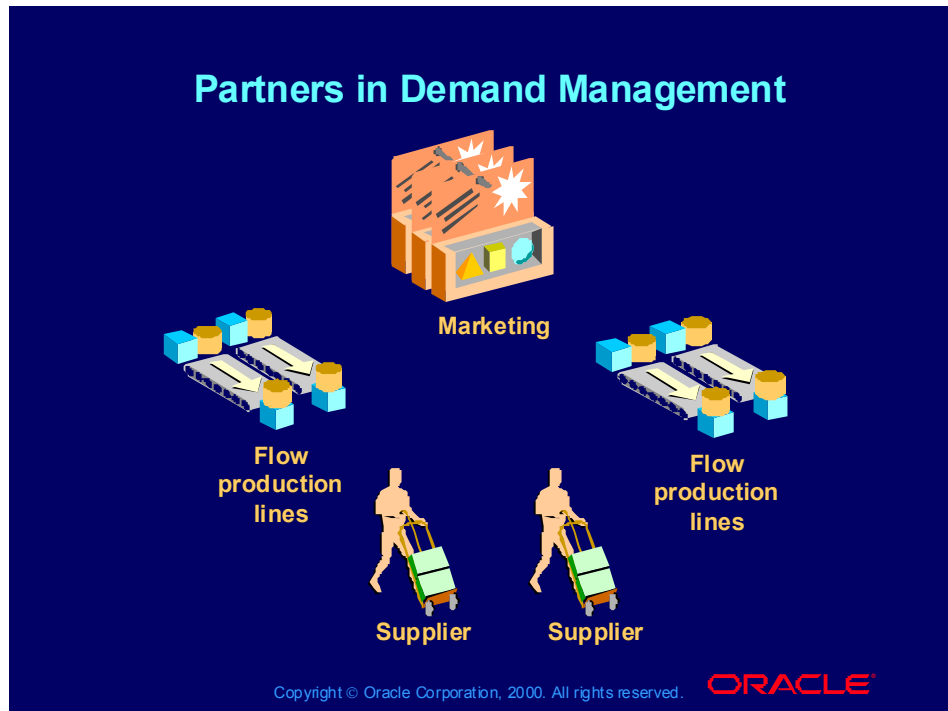 Partners in Demand Management
Marketing
Flow
production
lines
Flow
production
lines
Supplier
Supplier
Copyright © Oracle Corporation, 2000. All rights reserved.
ORACLE®